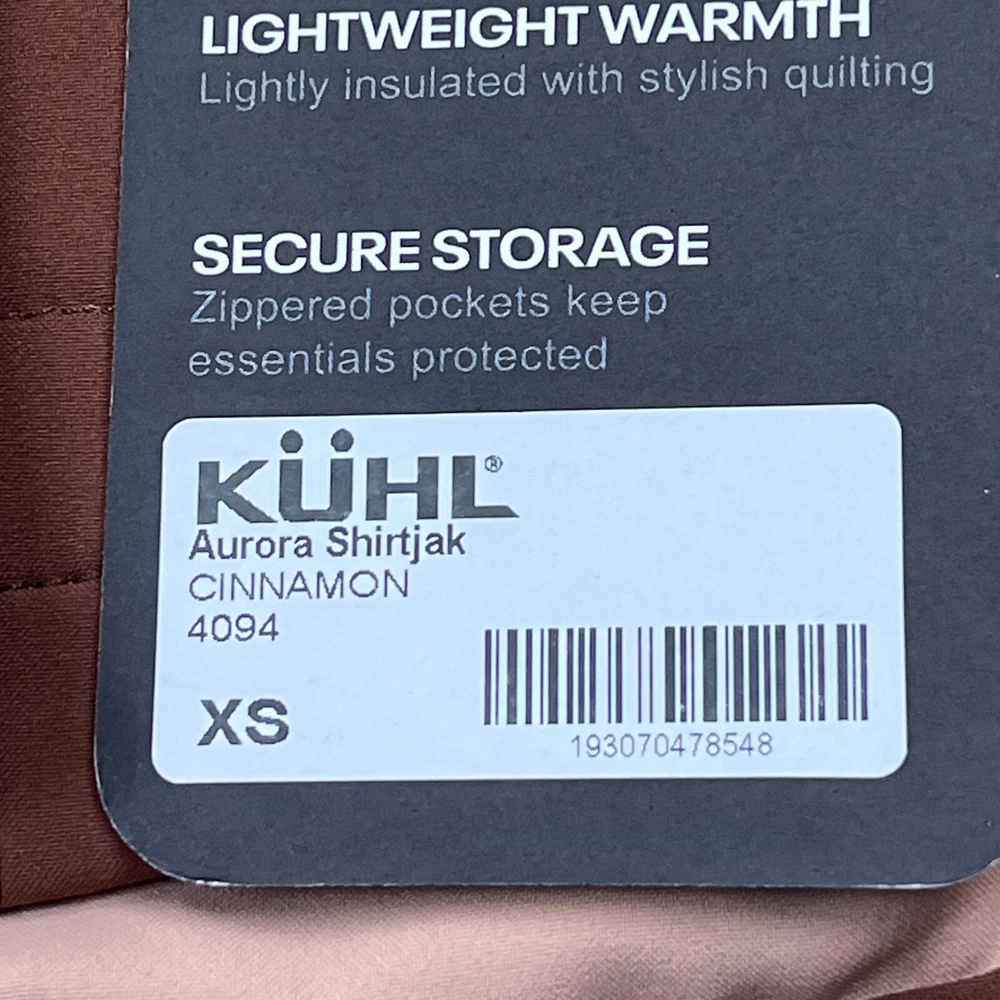 LIGHTWEIGHT WARMTH
Lightly insulated with stylish quilting
SECURE STORAGE
Zippered pockets keep
essentials protected
KÜHL®
Aurora Shirtjak
CINNAMON
4094
XS
193070478548